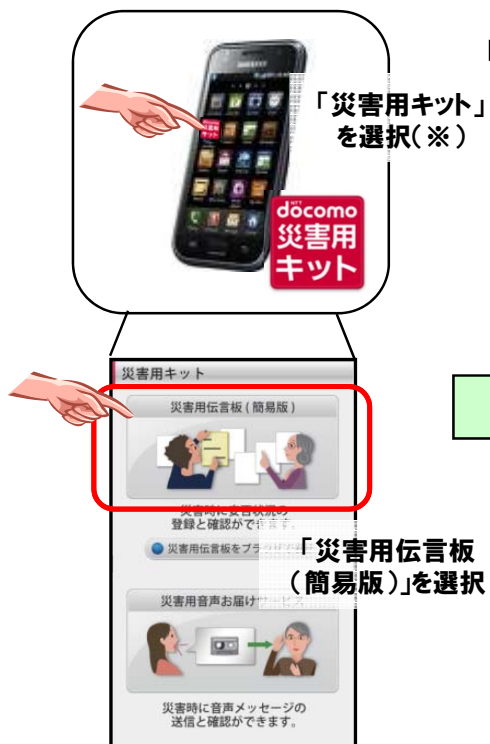 「災害用キット」
を選択(※)
NTT
döcomo
災害用
キット
災害用キット
災害用伝言板(簡易版)
災害時に安否状況の
登録と確認ができます。
災害用伝言板をブラウザ
「災害用伝言板
(簡易版)」を選択
災害用音声お届けサービス
災害時に音声メッセージの
送信と確認ができます。